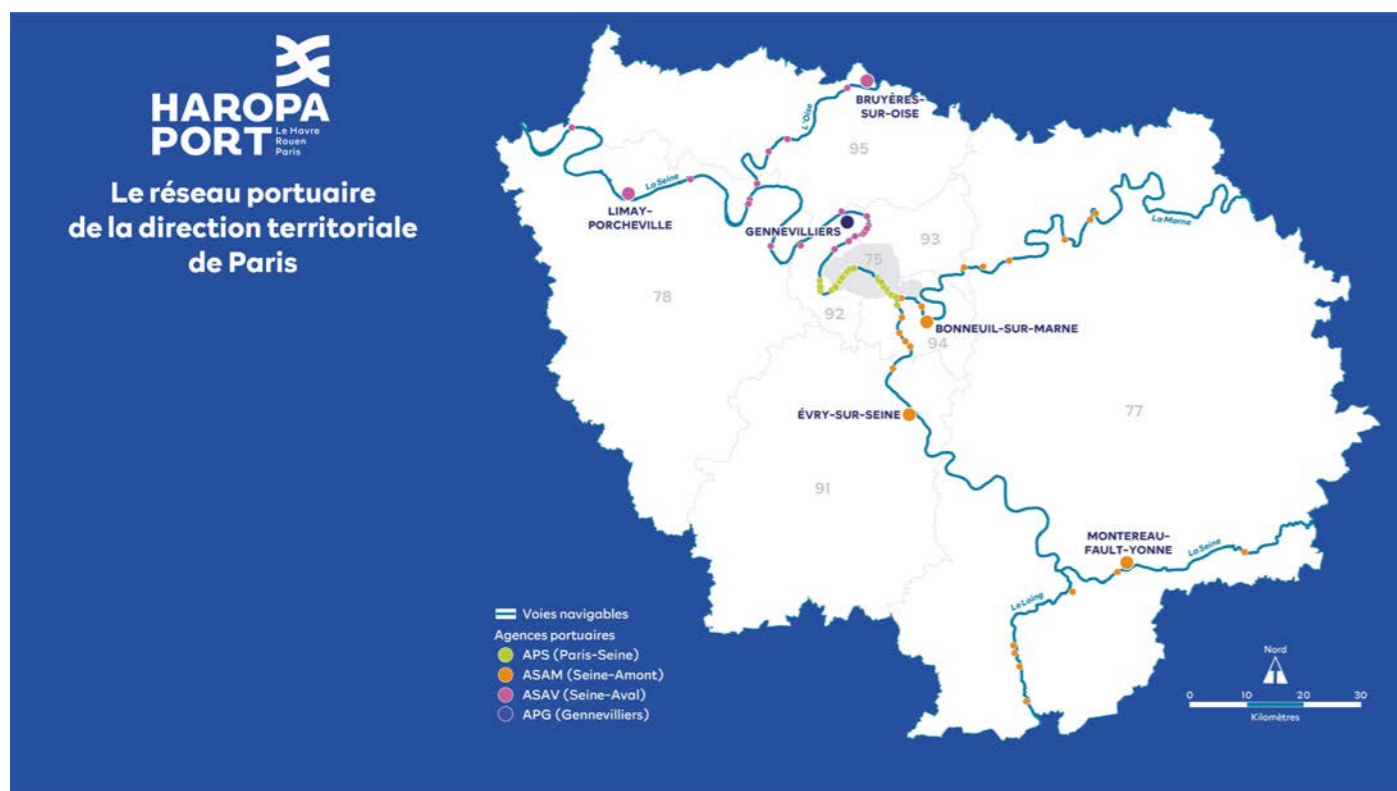 HAROPA
PORT
Le Havre
Rouen
Paris
Le réseau portuaire
de la direction territoriale
de Paris
BRUYÈRES-
SUR-OISE
L'Oise
95
La Seine
LIMAY-
PORCHEVILLE
GENNEVILLIERS
93
La Marne
75
78
92
BONNEUIL-SUR-MARNE
94
ÉVRY-SUR-SEINE
77
91
MONTEREAU-
FAULT-YONNE
La Seine
Le Loing
Voies navigables
Agences portuaires
APS (Paris-Seine)
ASAM (Seine-Amont)
ASAV (Seine-Aval)
APG (Gennevilliers)
Nord
0 10 20 30
Kilomètres